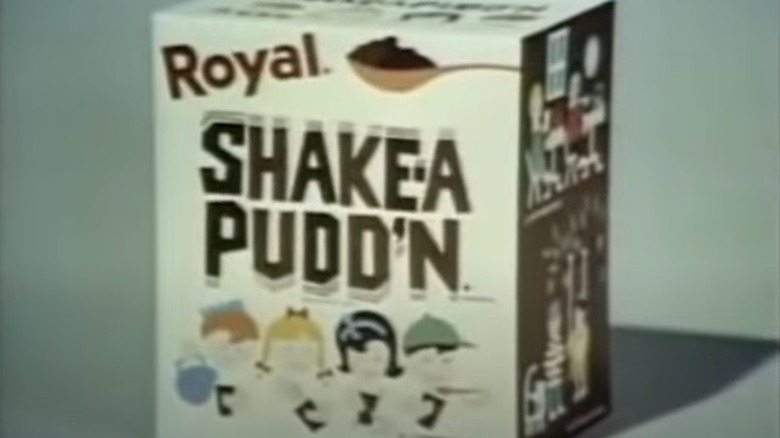 Royal.
SHAKE-A
PUDD'N.